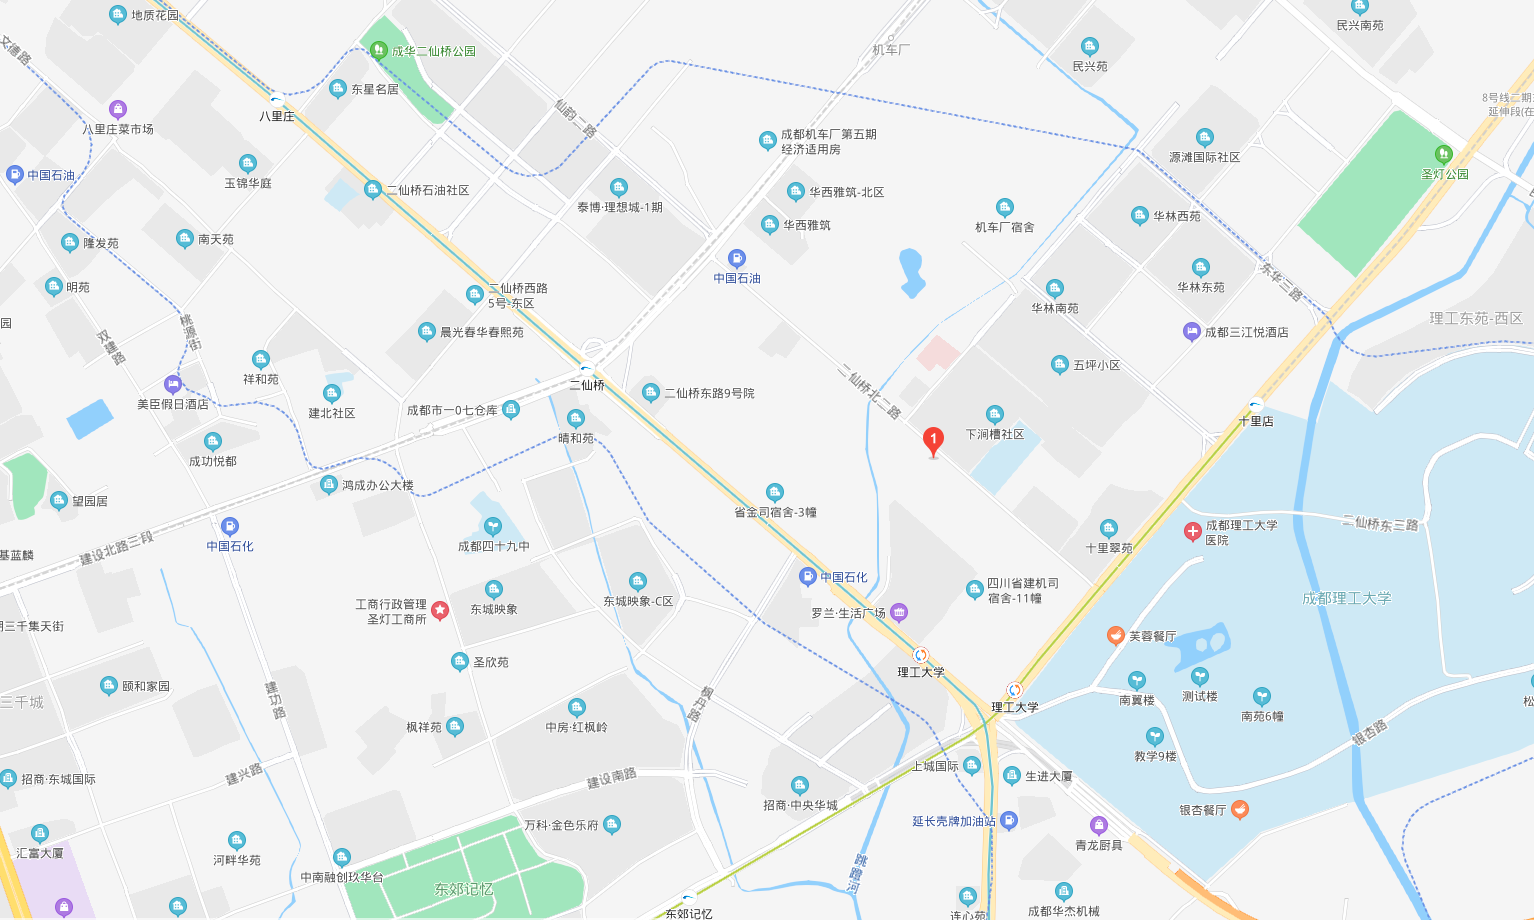 地质花园
文德路
成华二仙桥公园
机车厂
民兴南苑
民兴苑
东星名居
八里庄
八里庄菜市场
仙韵二路
8号线二期
延伸段(在
成都机车厂第五期
经济适用房
源滩国际社区
圣灯公园
中国石油
玉锦华庭
二仙桥石油社区
泰博·理想城-1期
华西雅筑-北区
华西雅筑
机车厂宿舍
华林西苑
隆发苑
南天苑
中国石油
华林东苑
东华三路
明苑
二仙桥西路
5号-东区
华林南苑
园
双建路
桃源街
晨光春华春熙苑
成都三江悦酒店
理工东苑-西区
祥和苑
五坪小区
二仙桥
二仙桥东路9号院
二仙桥北二路
美臣假日酒店
建北社区
成都市一0七仓库
晴和苑
下涧槽社区
十里店
1
成功悦都
鸿成办公大楼
望园居
省金司宿舍-3幢
成都理工大学
医院
二仙桥东三路
建设北路三段
中国石化
成都四十九中
十里翠苑
基蓝麟
中国石化
四川省建机司
宿舍-11幢
成都理工大学
工商行政管理
圣灯工商所
东城映象
东城映象-C区
罗兰·生活广场
芙蓉餐厅
朗三千集天街
圣欣苑
理工大学
理工大学
颐和家园
三千城
建功路
枫丹路
南翼楼
测试楼
南苑6幢
松
枫祥苑
中房·红枫岭
教学9楼
银杏路
招商·东城国际
建兴路
建设南路
上城国际
生进大厦
招商·中央华城
银杏餐厅
万科·金色乐府
延长壳牌加油站
青龙厨具
汇富大厦
河畔华苑
中南融创玖华台
东郊记忆
跳蹬河
东郊记忆
连心苑
成都华杰机械